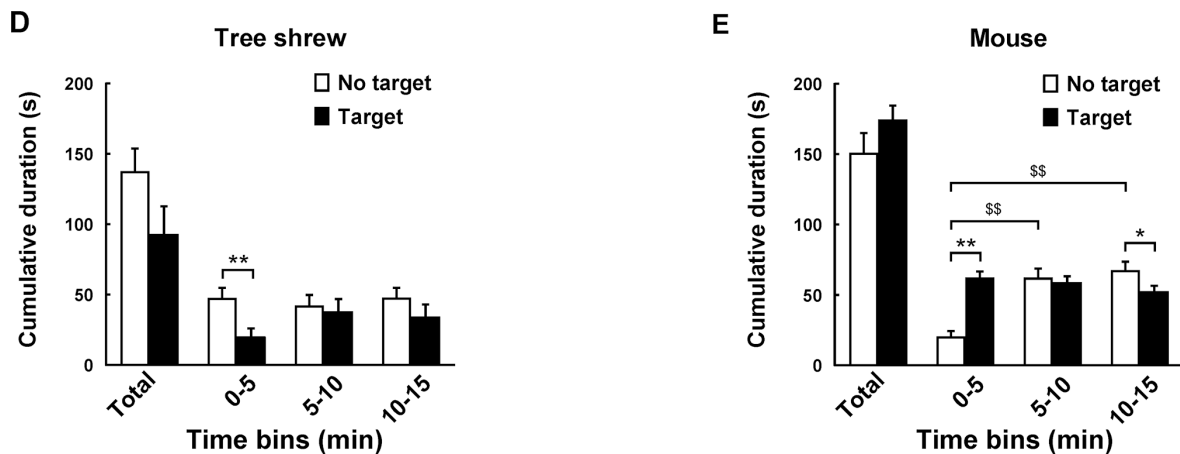 D
Tree shrew
No target
Target
Cumulative duration (s)
200
150
100
50
0
**
Total
0-5
5-10
10-15
Time bins (min)
E
Mouse
No target
Target
Cumulative duration (s)
200
150
100
50
0
$$
$$
**
*
Total
0-5
5-10
10-15
Time bins (min)